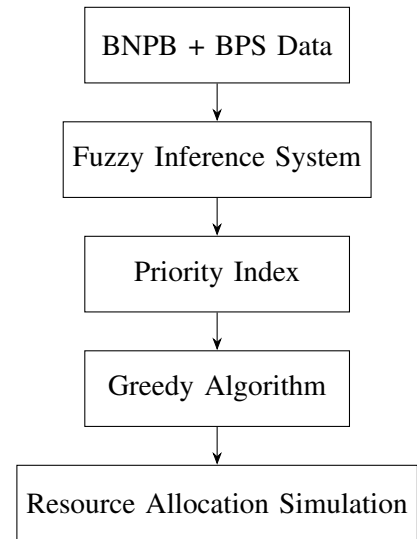 BNPB + BPS Data
Fuzzy Inference System
Priority Index
Greedy Algorithm
Resource Allocation Simulation